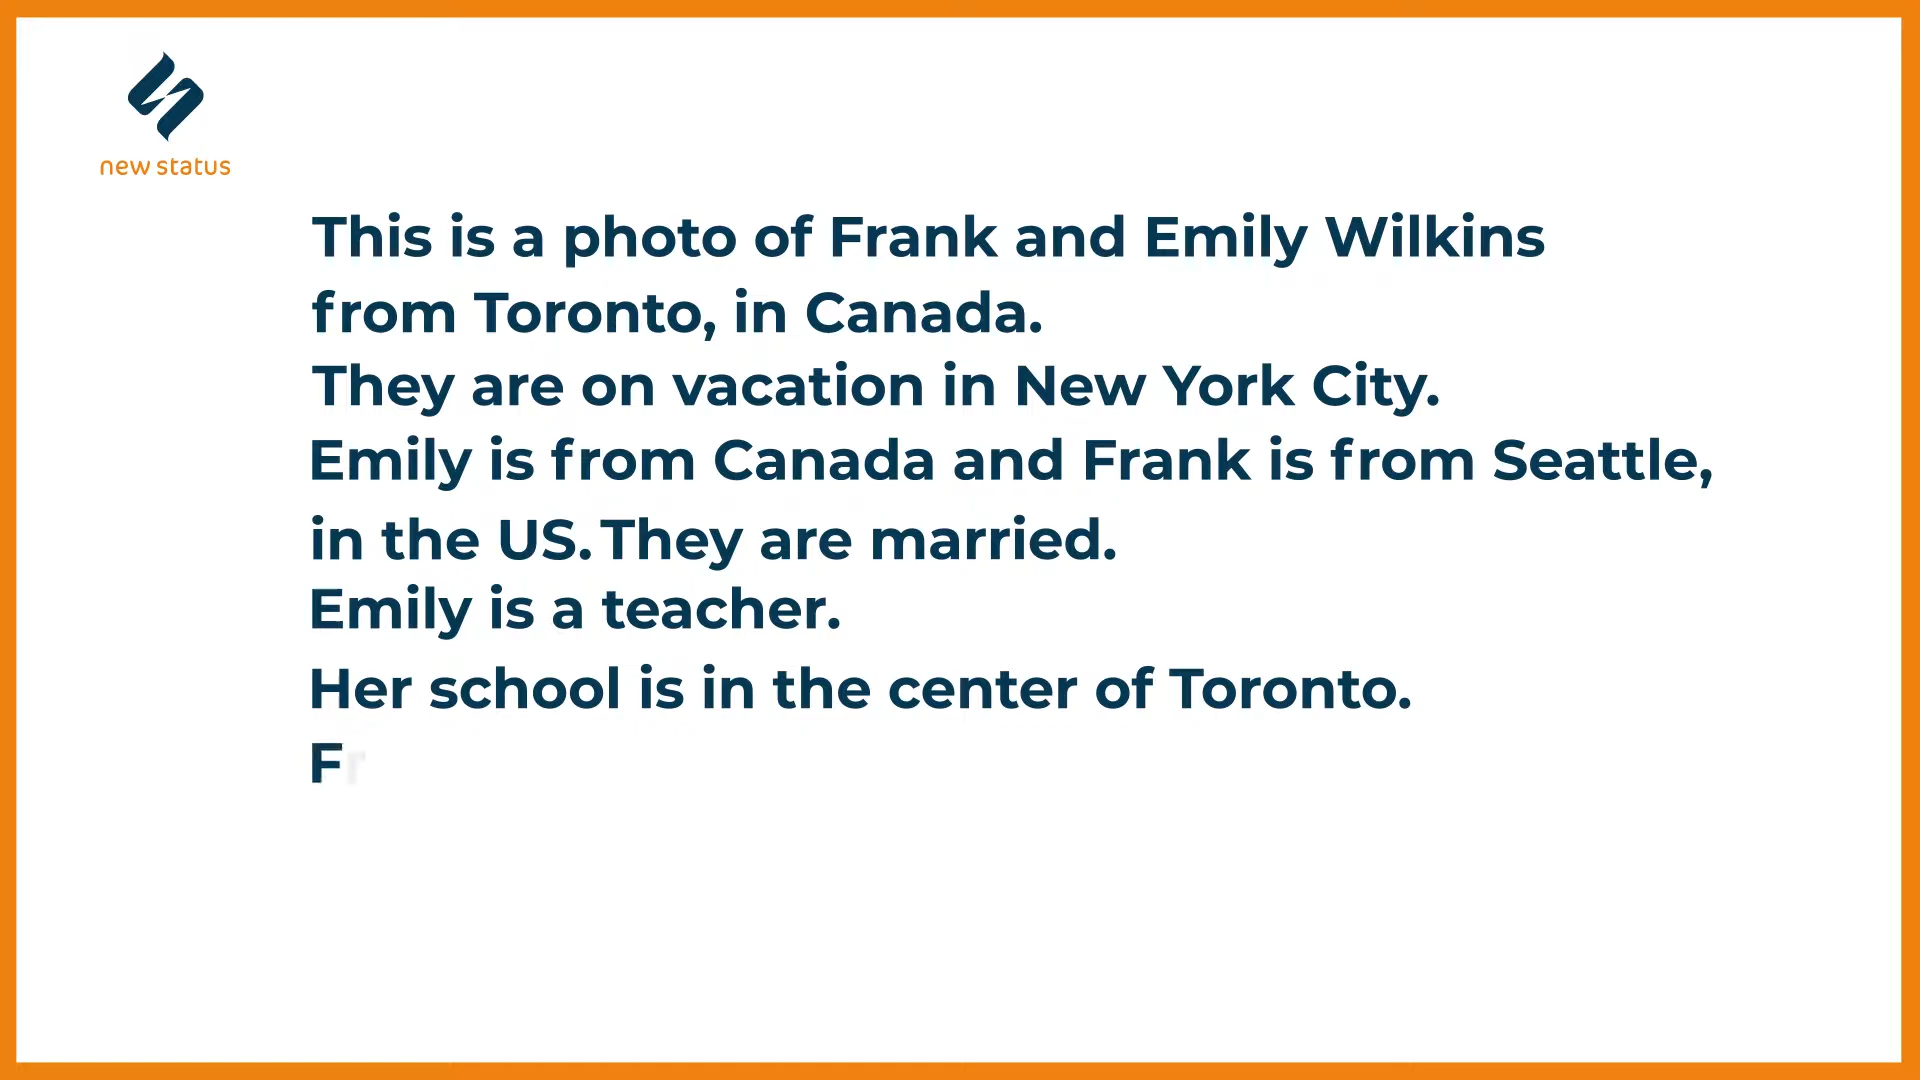 new status
This is a photo of Frank and Emily Wilkins
from Toronto, in Canada.
They are on vacation in New York City.
Emily is from Canada and Frank is from Seattle,
in the US. They are married.
Emily is a teacher.
Her school is in the center of Toronto.